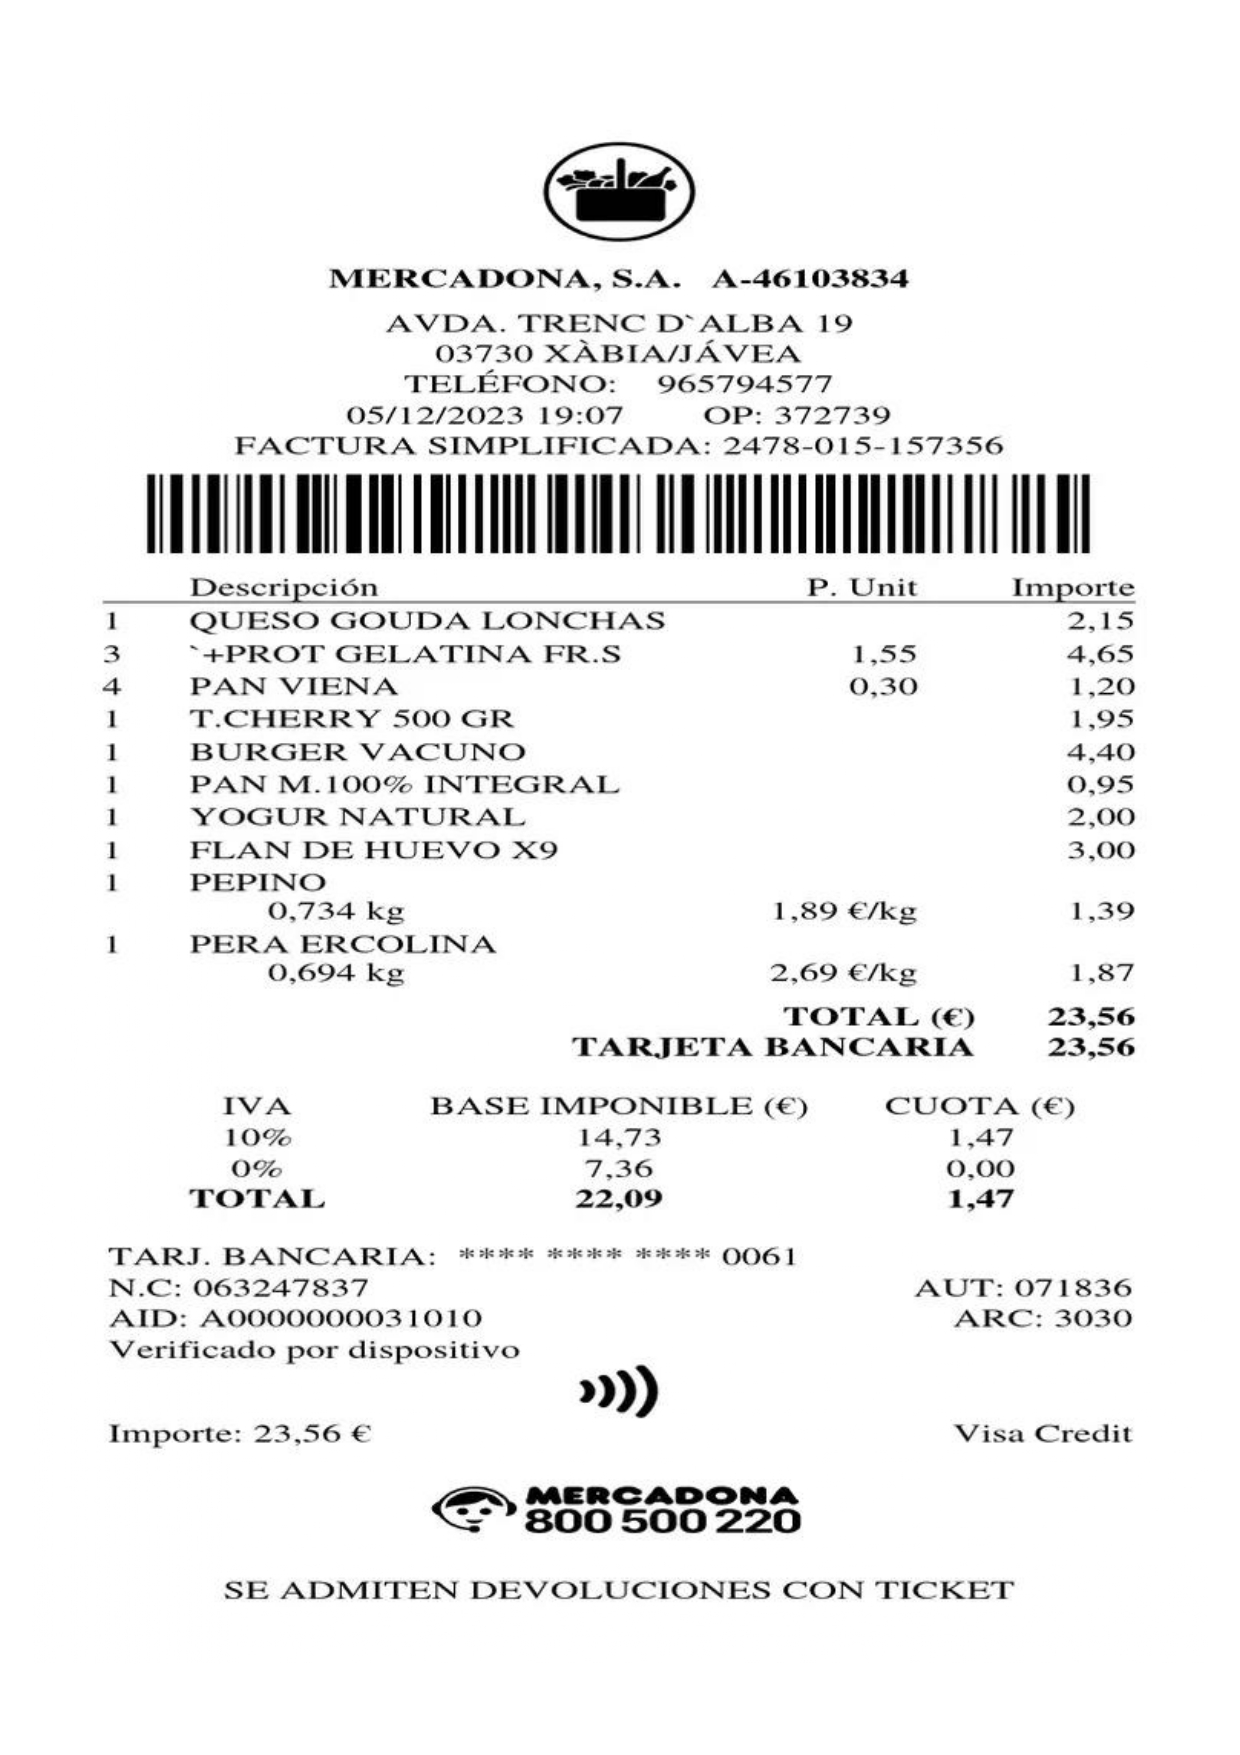 MERCADONA, S.A. A-46103834
AVDA. TRENC D`ALBA 19
03730 XÀBIA/JÁVEA
TELÉFONO: 965794577
05/12/2023 19:07 OP: 372739
FACTURA SIMPLIFICADA: 2478-015-157356
Descripción P. Unit Importe
1 QUESO GOUDA LONCHAS 2,15
3 `+PROT GELATINA FR.S 1,55 4,65
4 PAN VIENA 0,30 1,20
1 T.CHERRY 500 GR 1,95
1 BURGER VACUNO 4,40
1 PAN M.100% INTEGRAL 0,95
1 YOGUR NATURAL 2,00
1 FLAN DE HUEVO X9 3,00
1 PEPINO
0,734 kg 1,89 €/kg 1,39
1 PERA ERCOLINA
0,694 kg 2,69 €/kg 1,87
TOTAL (€) 23,56
TARJETA BANCARIA 23,56
IVA BASE IMPONIBLE (€) CUOTA (€)
10% 14,73 1,47
0% 7,36 0,00
TOTAL 22,09 1,47
TARJ. BANCARIA: **** **** **** 0061
N.C: 063247837 AUT: 071836
AID: A0000000031010 ARC: 3030
Verificado por dispositivo
Importe: 23,56 € Visa Credit
MERCADONA
800 500 220
SE ADMITEN DEVOLUCIONES CON TICKET